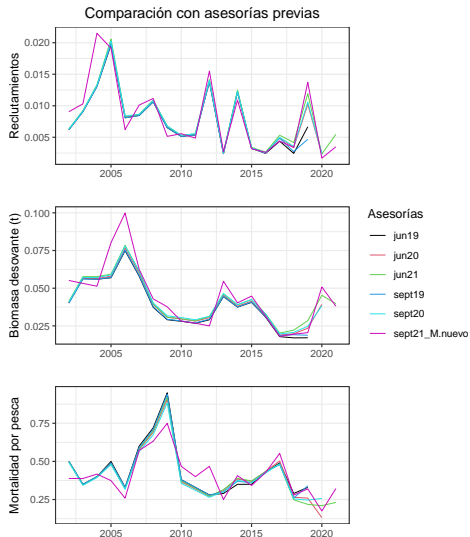 Comparación con asesorías previas
Reclutamientos
0.020
0.015
0.010
0.005
2005
2010
2015
2020
Biomasa desovante (t)
0.100
0.075
0.050
0.025
2005
2010
2015
2020
Mortalidad por pesca
0.75
0.50
0.25
2005
2010
2015
2020
Asesorías
jun19
jun20
jun21
sept19
sept20
sept21_M.nuevo